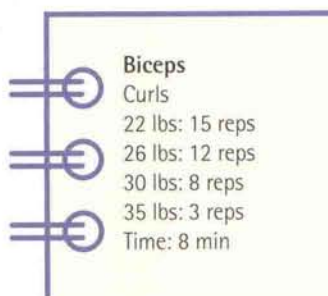 Biceps
Curls
22 lbs: 15 reps
26 lbs: 12 reps
30 lbs: 8 reps
35 lbs: 3 reps
Time: 8 min